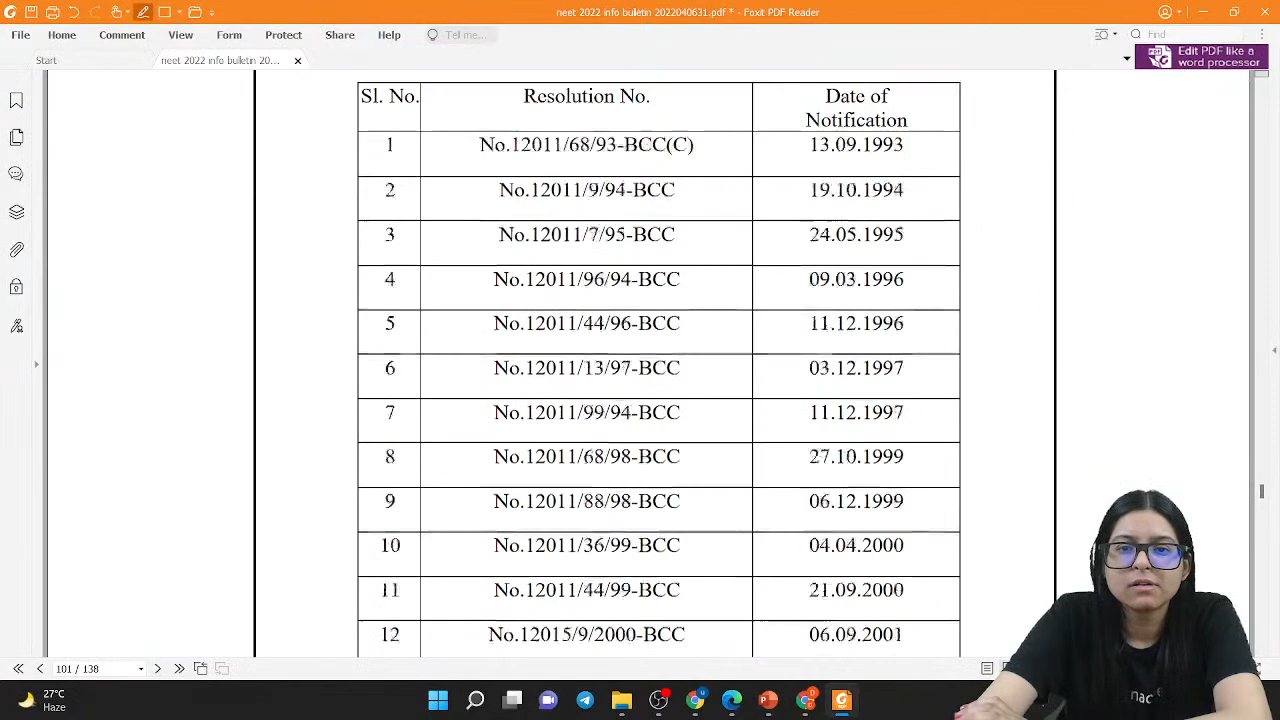 neet 2022 info buletin 2022040631.pdf * - Foxit PDF Reader
File Home Comment View Form Protect Share Help Tell me... Find
Start neet 2022 info buletin 20...
Edit PDF like a
word processor
Sl. No. Resolution No. Date of
Notification
1 No.12011/68/93-BCC(C) 13.09.1993
2 No.12011/9/94-BCC 19.10.1994
3 No.12011/7/95-BCC 24.05.1995
4 No.12011/96/94-BCC 09.03.1996
5 No.12011/44/96-BCC 11.12.1996
6 No.12011/13/97-BCC 03.12.1997
7 No.12011/99/94-BCC 11.12.1997
8 No.12011/68/98-BCC 27.10.1999
9 No.12011/88/98-BCC 06.12.1999
10 No.12011/36/99-BCC 04.04.2000
11 No.12011/44/99-BCC 21.09.2000
12 No.12015/9/2000-BCC 06.09.2001
101 / 138
27°C
Haze